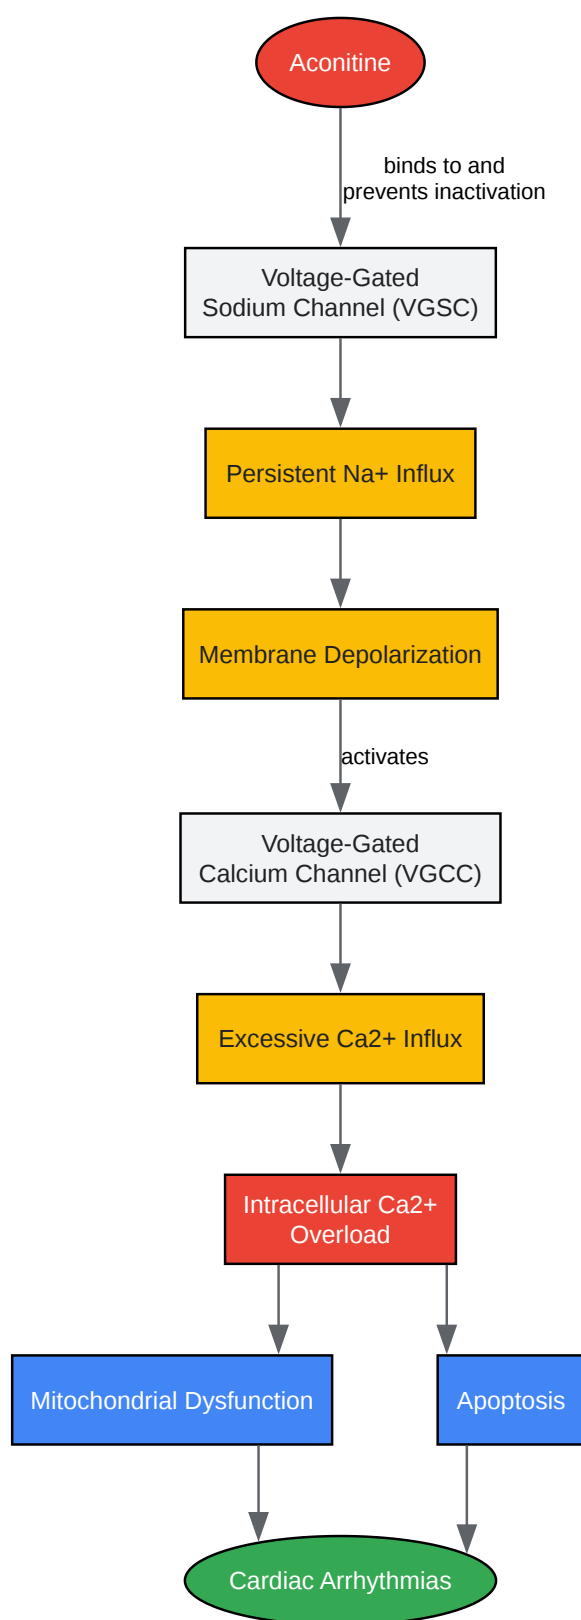 Aconitine
binds to and
prevents inactivation
Voltage-Gated
Sodium Channel (VGSC)
Persistent Na+ Influx
Membrane Depolarization
activates
Voltage-Gated
Calcium Channel (VGCC)
Excessive Ca2+ Influx
Intracellular Ca2+
Overload
Mitochondrial Dysfunction
Apoptosis
Cardiac Arrhythmias